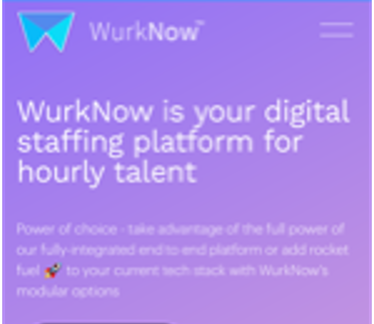 WurkNow™
WurkNow is your digital
staffing platform for
hourly talent
Power of choice - take advantage of the full power of
our fully-integrated end to end platform or add rocket
fuel 🚀 to your current tech stack with WurkNow's
modular options